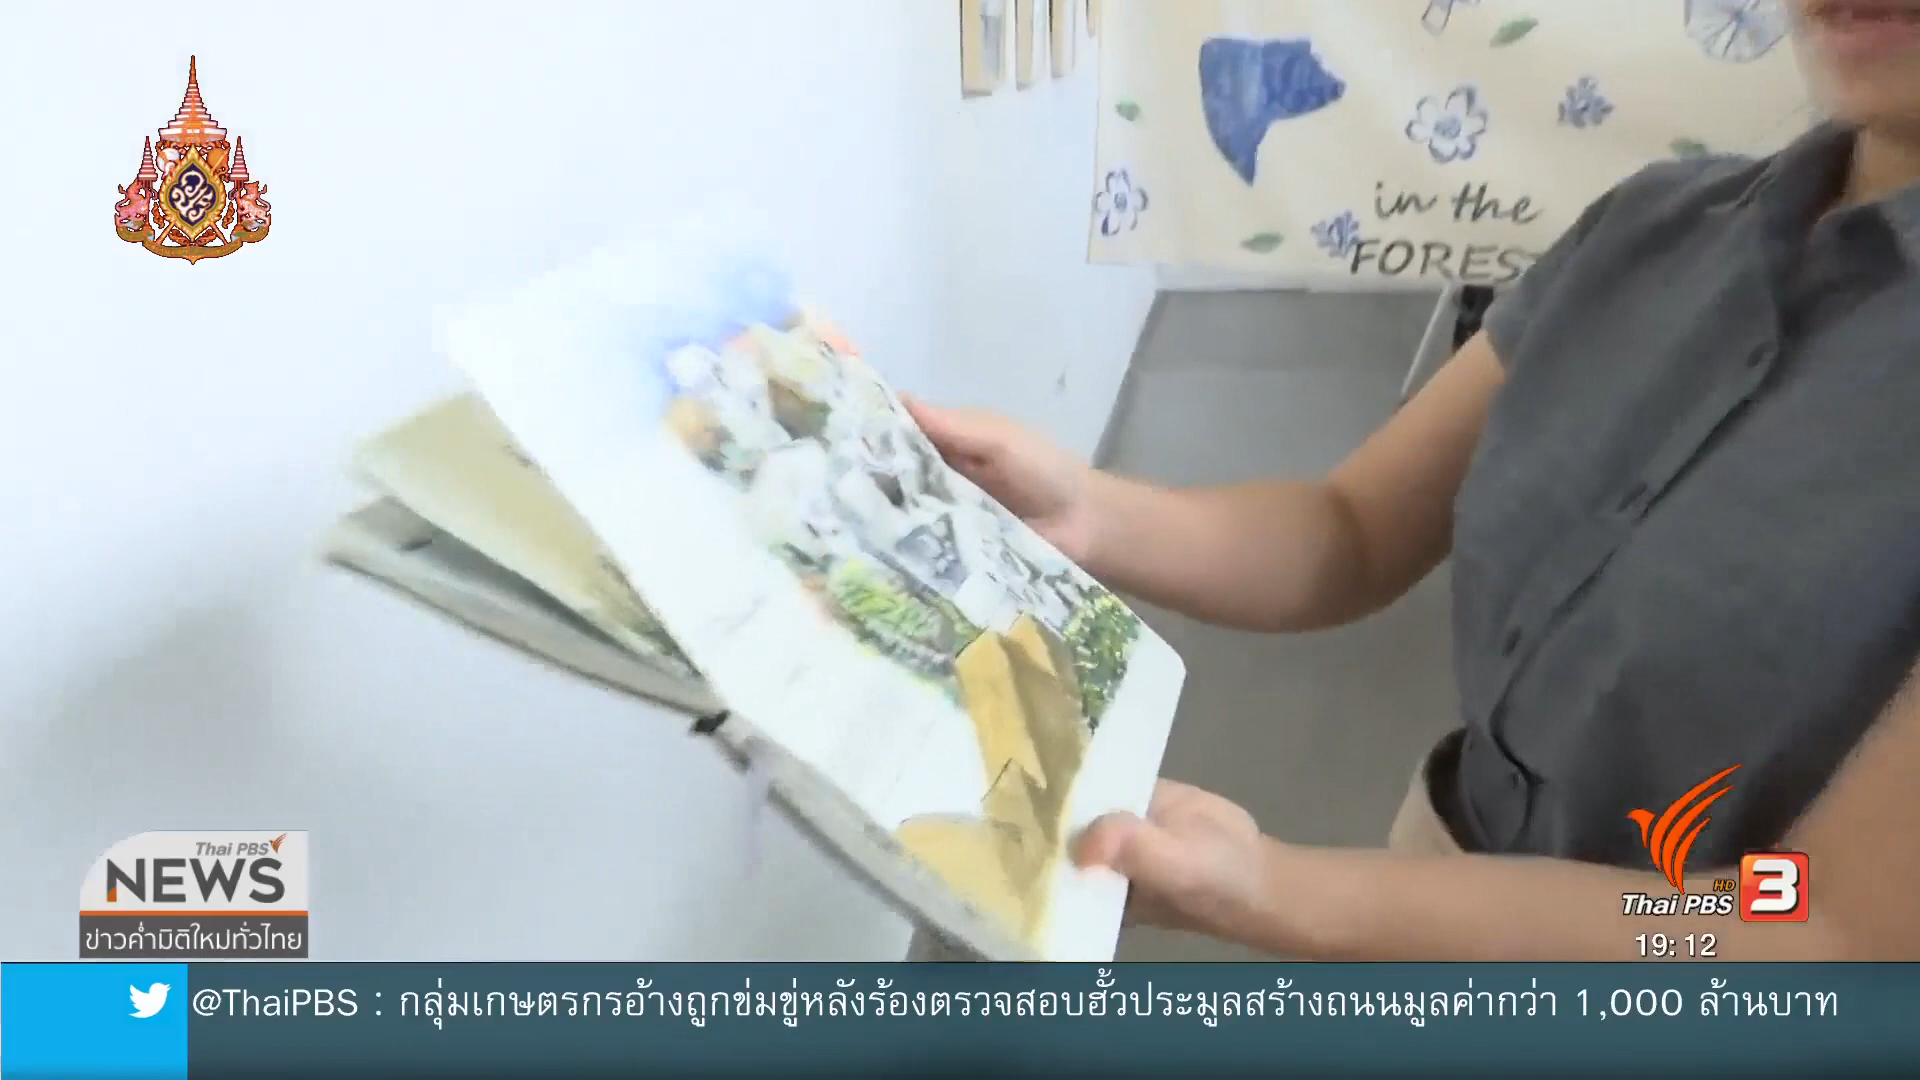 in the
FOREST
Thai PBS
NEWS
ข่าวค่ำมิติใหม่ทั่วไทย
HD
Thai PBS 3
19:12
@ThaiPBS : กลุ่มเกษตรกรอ้างถูกข่มขู่หลังร้องตรวจสอบฮั้วประมูลสร้างถนนมูลค่ากว่า 1,000 ล้านบาท